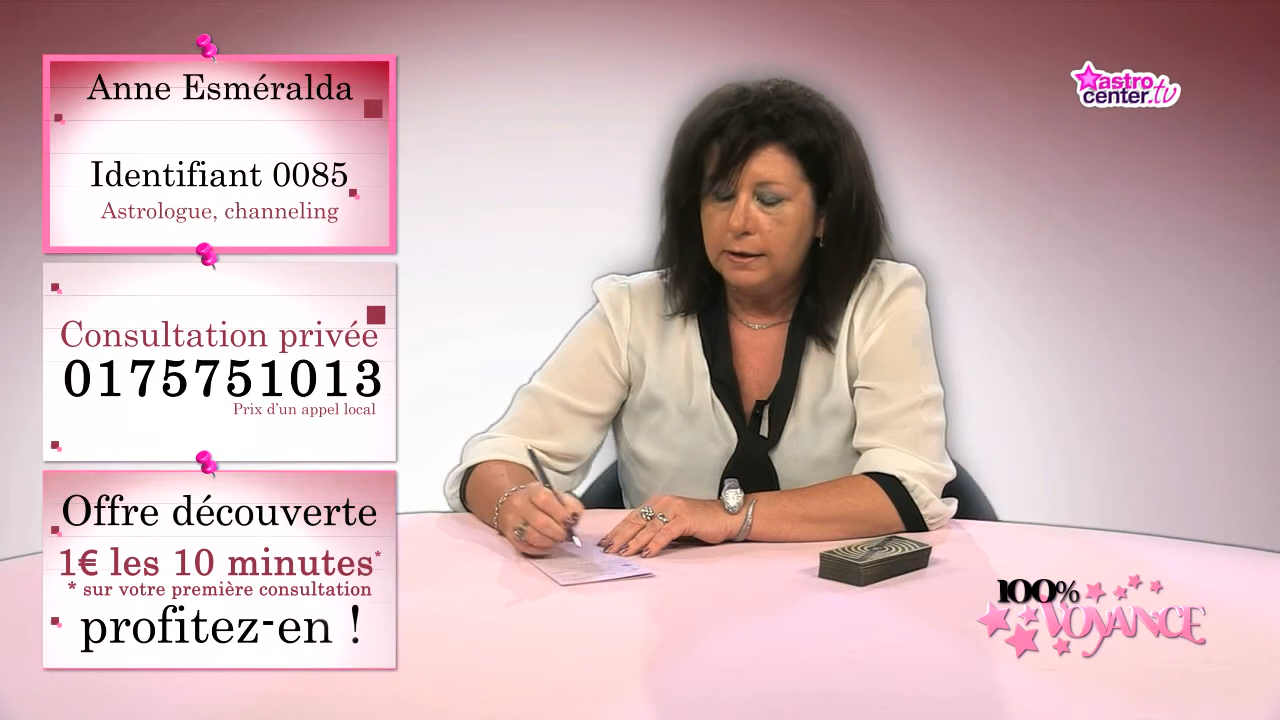 Anne Esméralda
Identifiant 0085
Astrologue, channeling
Consultation privée
0175751013
Prix d'un appel local
Offre découverte
1€ les 10 minutes*
* sur votre première consultation
profitez-en !
astro
center.tv
100%
VOYANCE